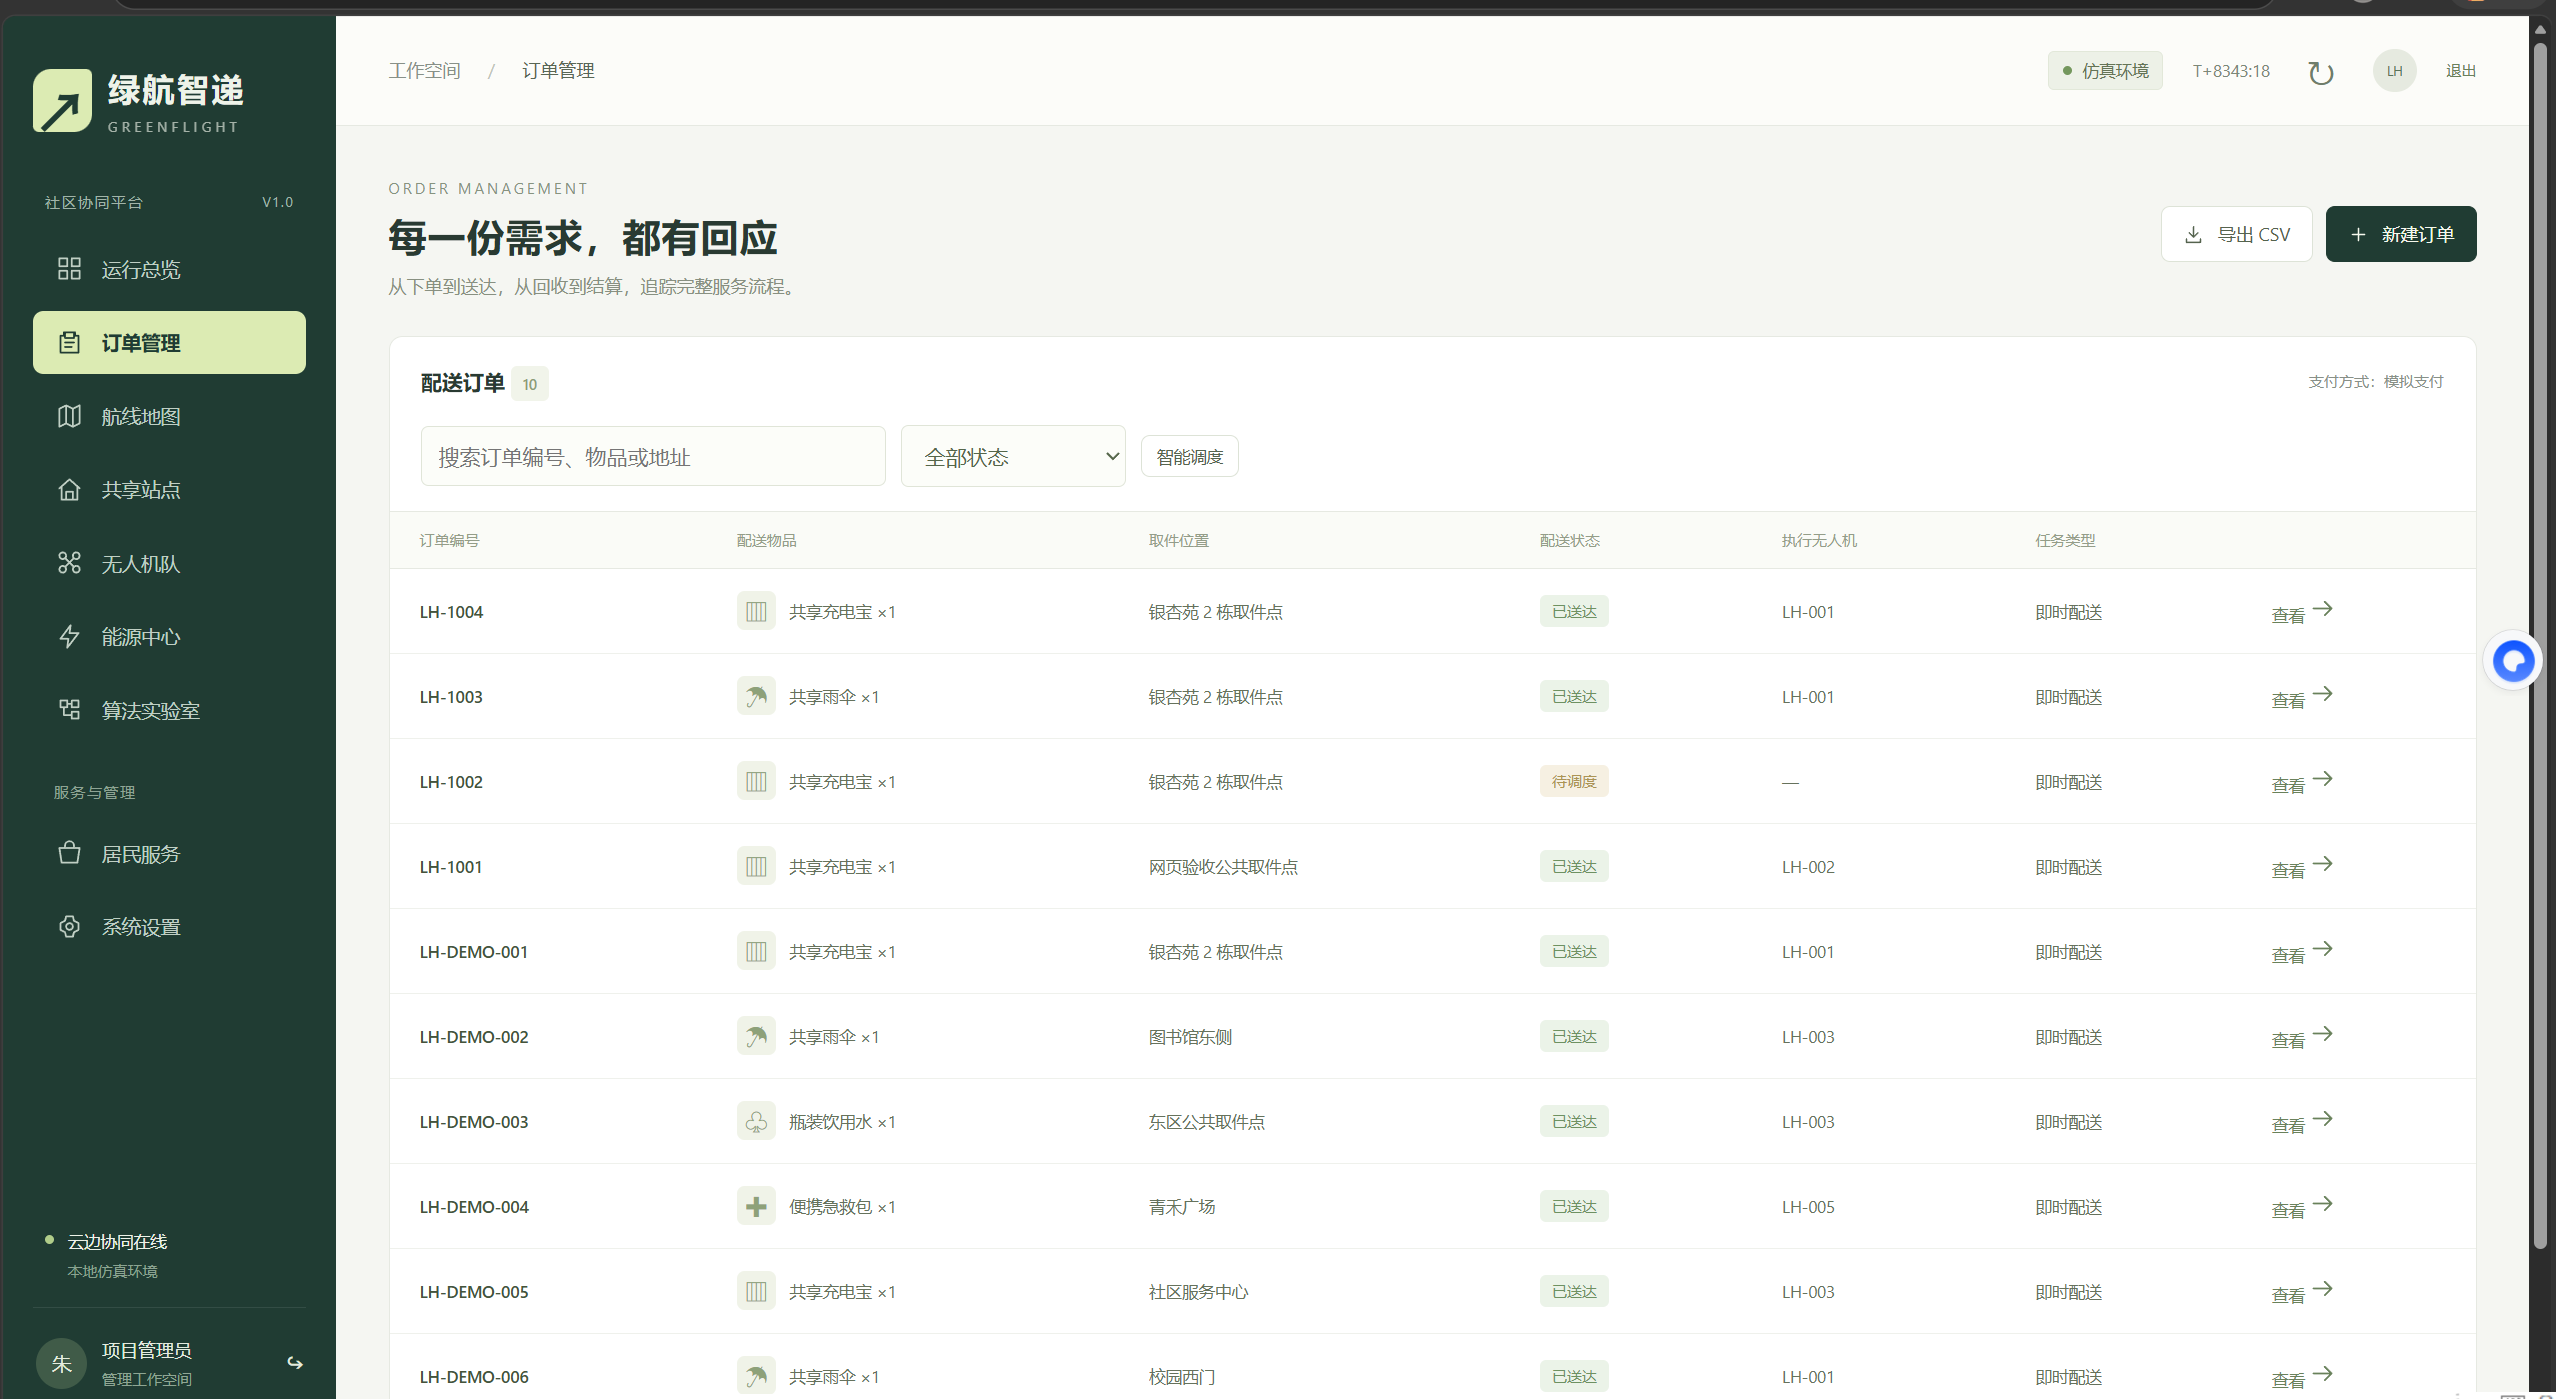 绿航智递
GREENFLIGHT
社区协同平台 V1.0
运行总览
订单管理
航线地图
共享站点
无人机队
能源中心
算法实验室
服务与管理
居民服务
系统设置
云边协同在线
本地仿真环境
朱 项目管理员
管理工作空间
工作空间 / 订单管理
仿真环境 T+8343:18 LH 退出
ORDER MANAGEMENT
每一份需求，都有回应
从下单到送达，从回收到结算，追踪完整服务流程。
导出 CSV
新建订单
配送订单 10
支付方式：模拟支付
搜索订单编号、物品或地址 全部状态 智能调度
订单编号 配送物品 取件位置 配送状态 执行无人机 任务类型
LH-1004 共享充电宝 ×1 银杏苑 2 栋取件点 已送达 LH-001 即时配送 查看
LH-1003 共享雨伞 ×1 银杏苑 2 栋取件点 已送达 LH-001 即时配送 查看
LH-1002 共享充电宝 ×1 银杏苑 2 栋取件点 待调度 — 即时配送 查看
LH-1001 共享充电宝 ×1 网页验收公共取件点 已送达 LH-002 即时配送 查看
LH-DEMO-001 共享充电宝 ×1 银杏苑 2 栋取件点 已送达 LH-001 即时配送 查看
LH-DEMO-002 共享雨伞 ×1 图书馆东侧 已送达 LH-003 即时配送 查看
LH-DEMO-003 瓶装饮用水 ×1 东区公共取件点 已送达 LH-003 即时配送 查看
LH-DEMO-004 便携急救包 ×1 青禾广场 已送达 LH-005 即时配送 查看
LH-DEMO-005 共享充电宝 ×1 社区服务中心 已送达 LH-003 即时配送 查看
LH-DEMO-006 共享雨伞 ×1 校园西门 已送达 LH-001 即时配送 查看